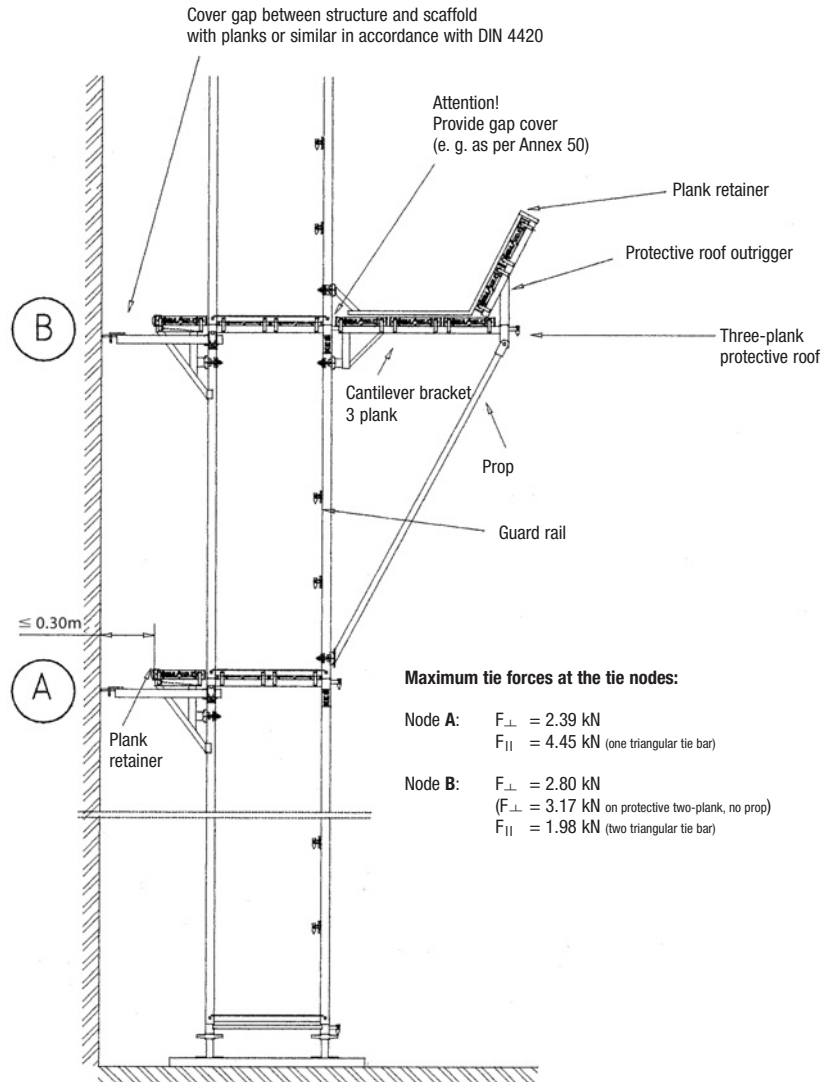 Cover gap between structure and scaffold
with planks or similar in accordance with DIN 4420
Attention!
Provide gap cover
(e. g. as per Annex 50)
Plank retainer
Protective roof outrigger
B
Three-plank
protective roof
Cantilever bracket
3 plank
Prop
Guard rail
≤ 0.30m
A
Plank
retainer
Maximum tie forces at the tie nodes:
Node A: F⊥ = 2.39 kN
F|| = 4.45 kN (one triangular tie bar)
Node B: F⊥ = 2.80 kN
(F⊥ = 3.17 kN on protective two-plank, no prop)
F|| = 1.98 kN (two triangular tie bar)